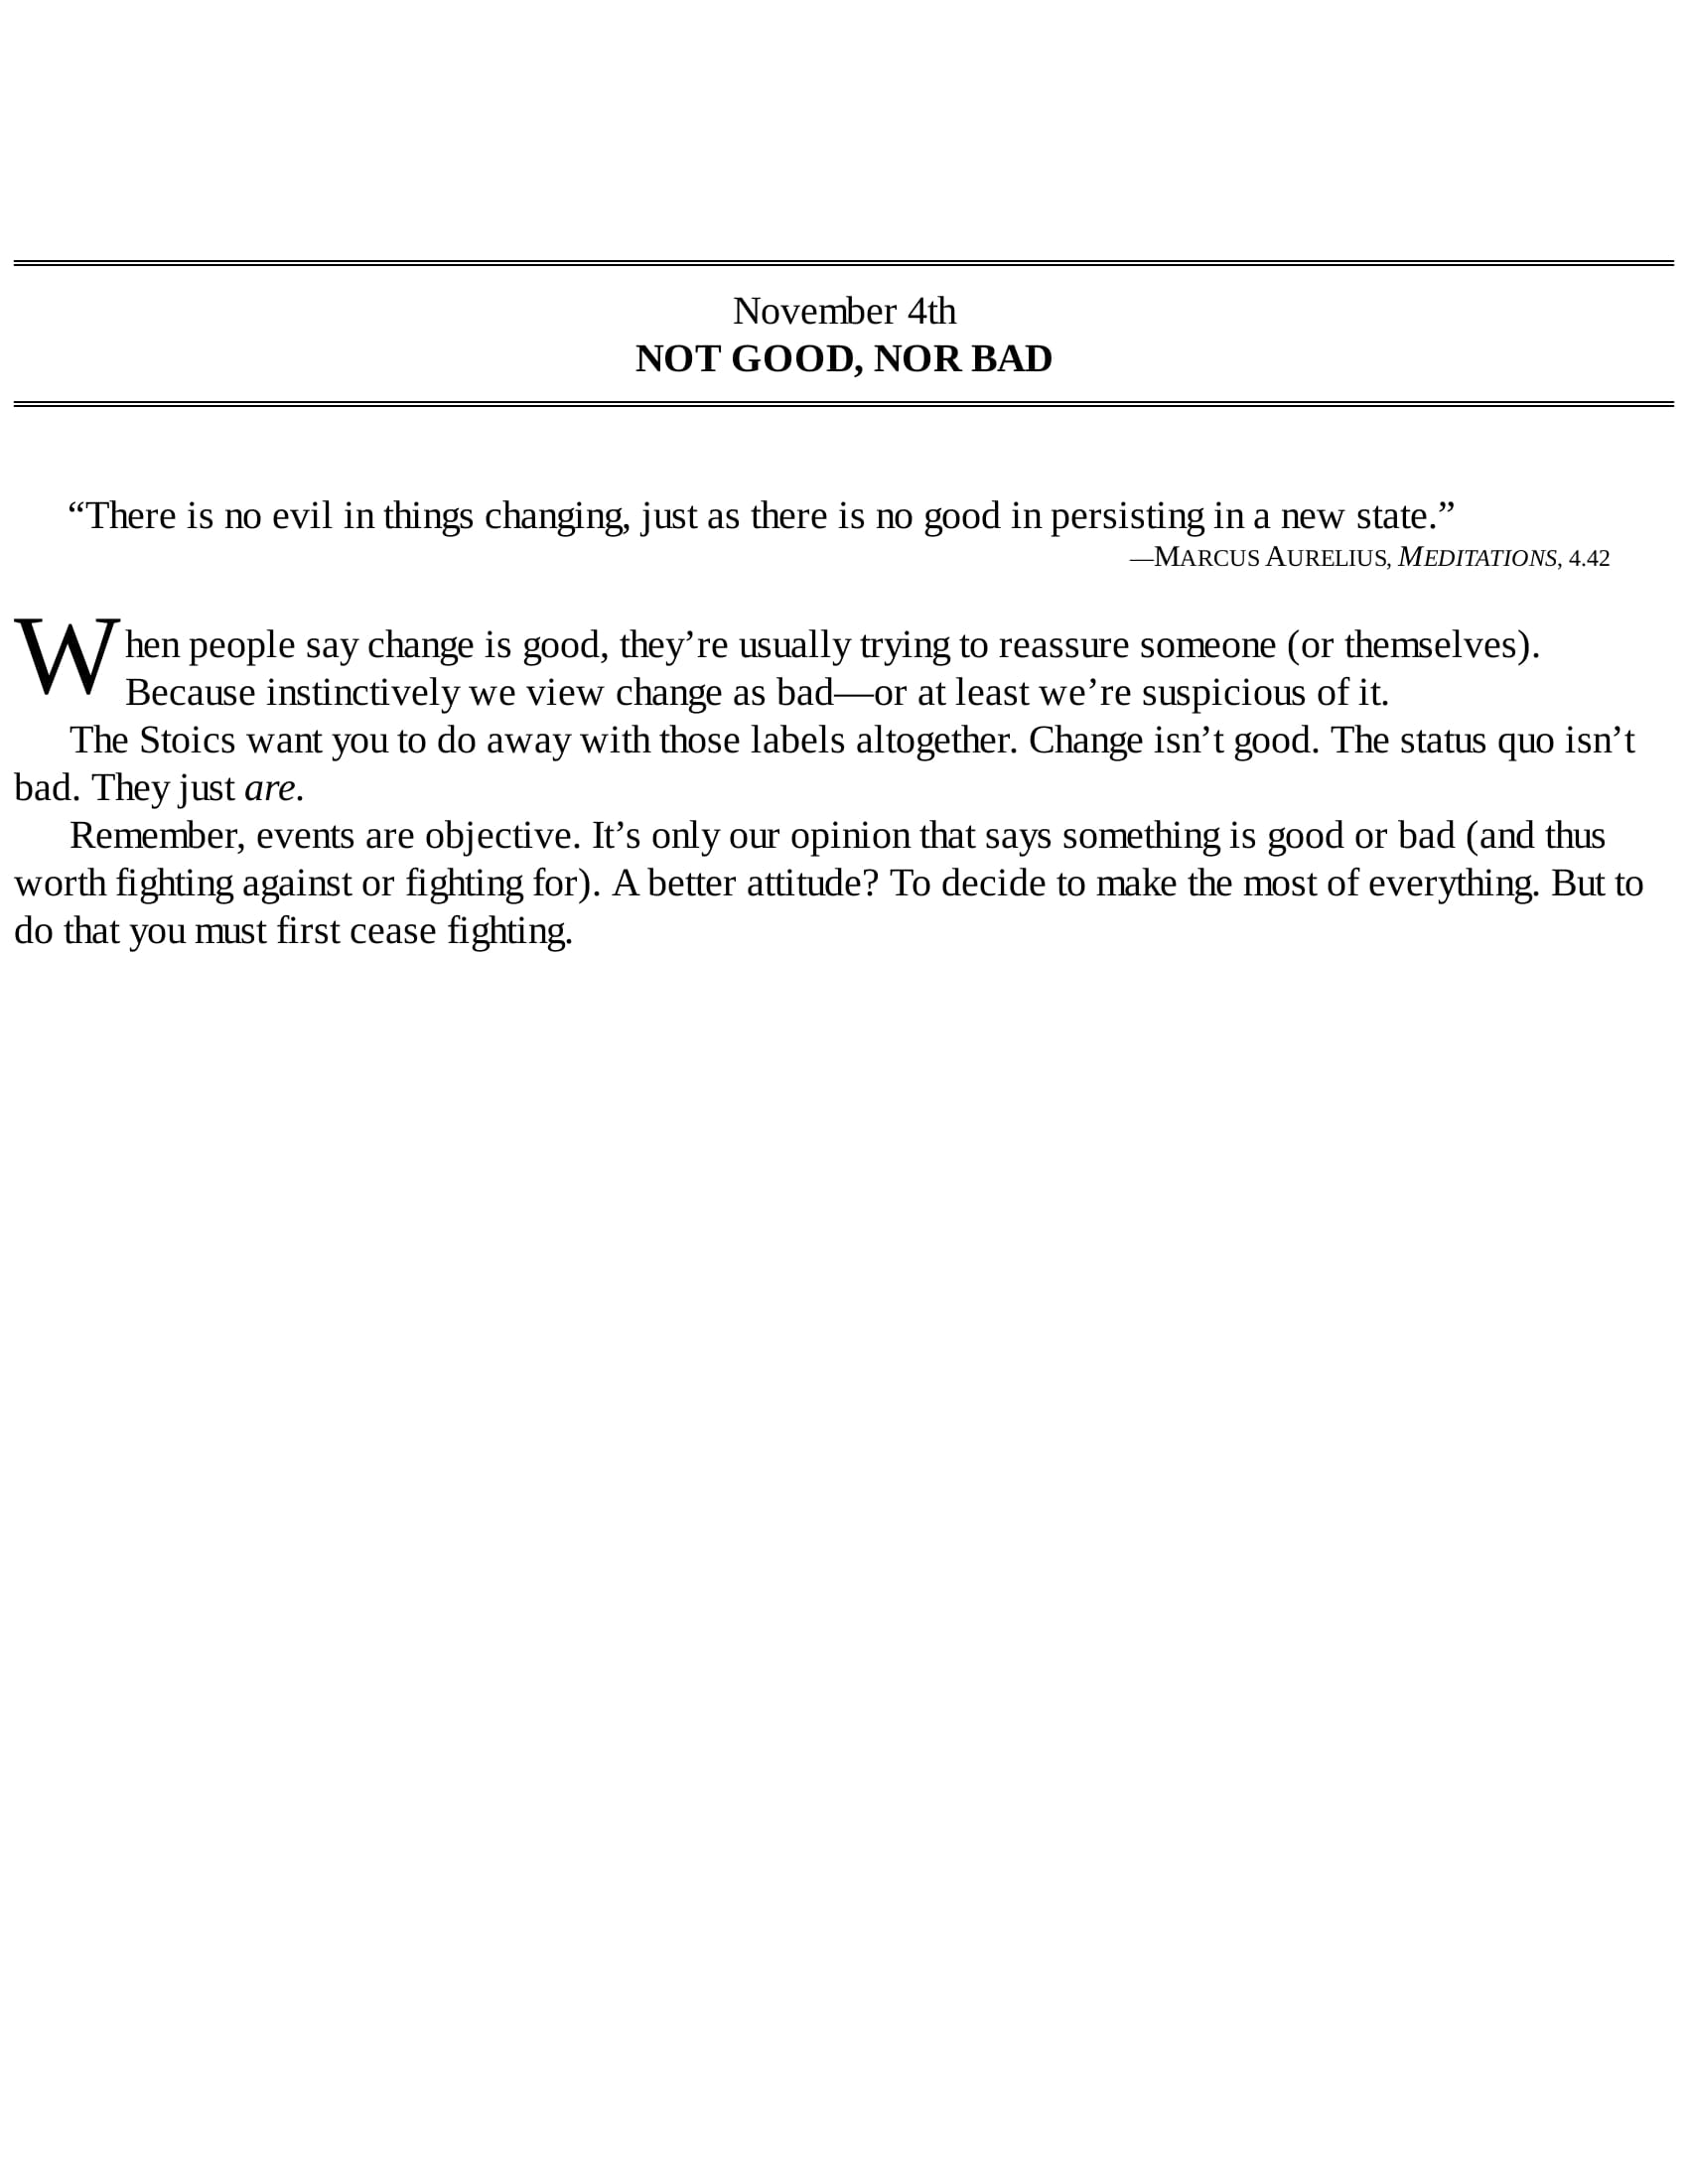 November 4th
NOT GOOD, NOR BAD
“There is no evil in things changing, just as there is no good in persisting in a new state.”
—MARCUS AURELIUS, MEDITATIONS, 4.42
When people say change is good, they’re usually trying to reassure someone (or themselves).
Because instinctively we view change as bad—or at least we’re suspicious of it.
The Stoics want you to do away with those labels altogether. Change isn’t good. The status quo isn’t
bad. They just are.
Remember, events are objective. It’s only our opinion that says something is good or bad (and thus
worth fighting against or fighting for). A better attitude? To decide to make the most of everything. But to
do that you must first cease fighting.